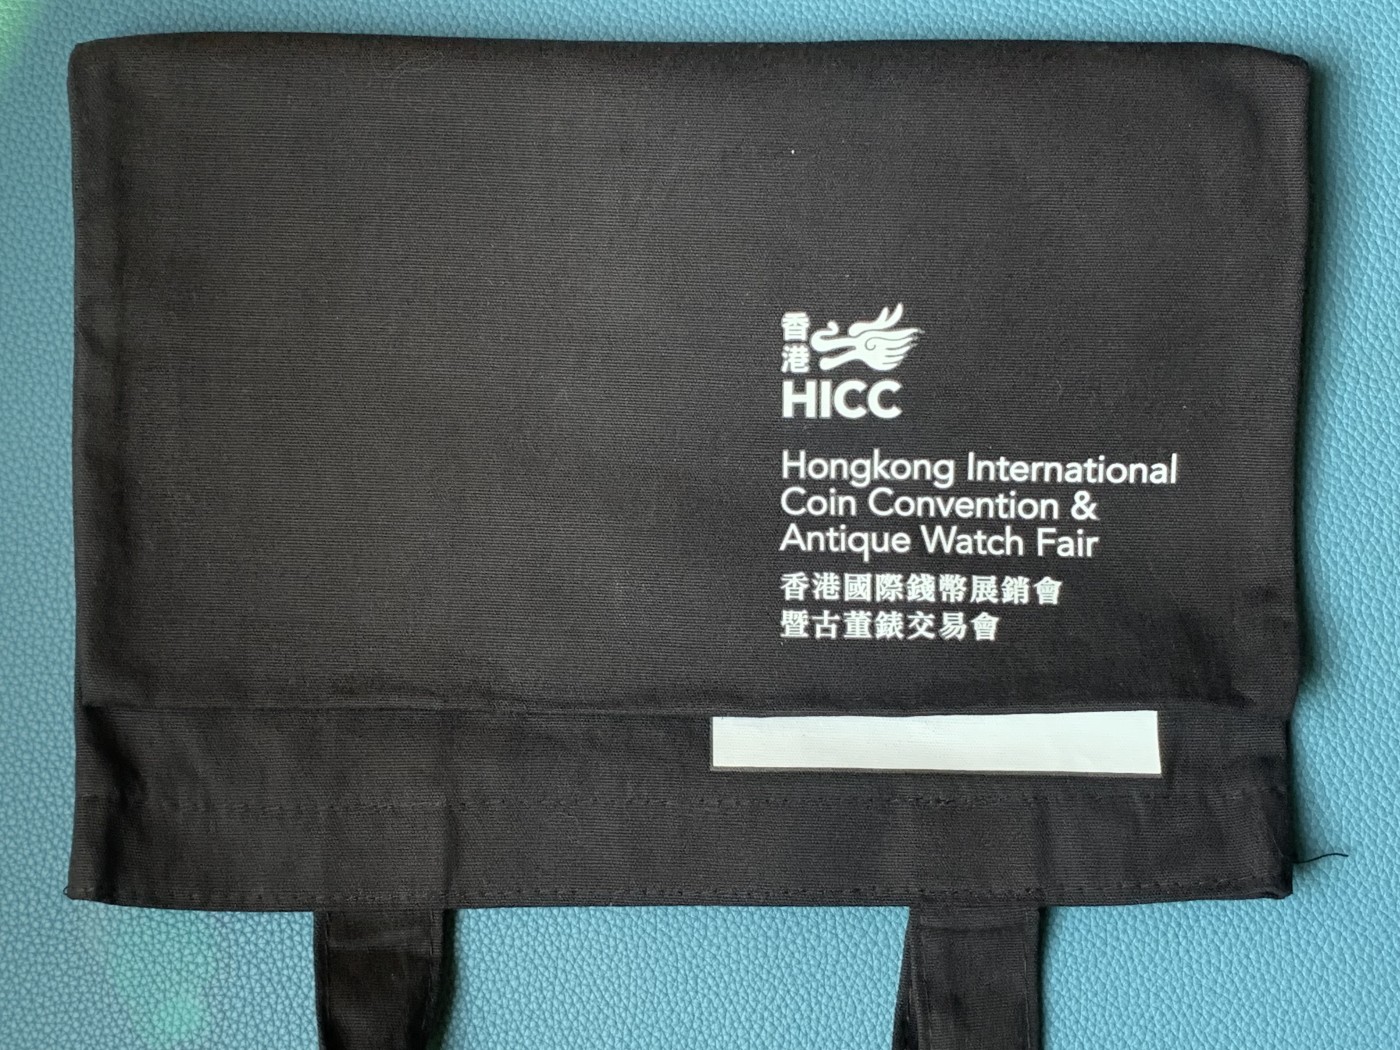 香
港
HICC
Hongkong International
Coin Convention &
Antique Watch Fair
香港國際錢幣展銷會
暨古董錶交易會